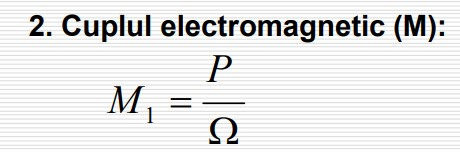 2. Cuplul electromagnetic (M):
M₁ = P / Ω